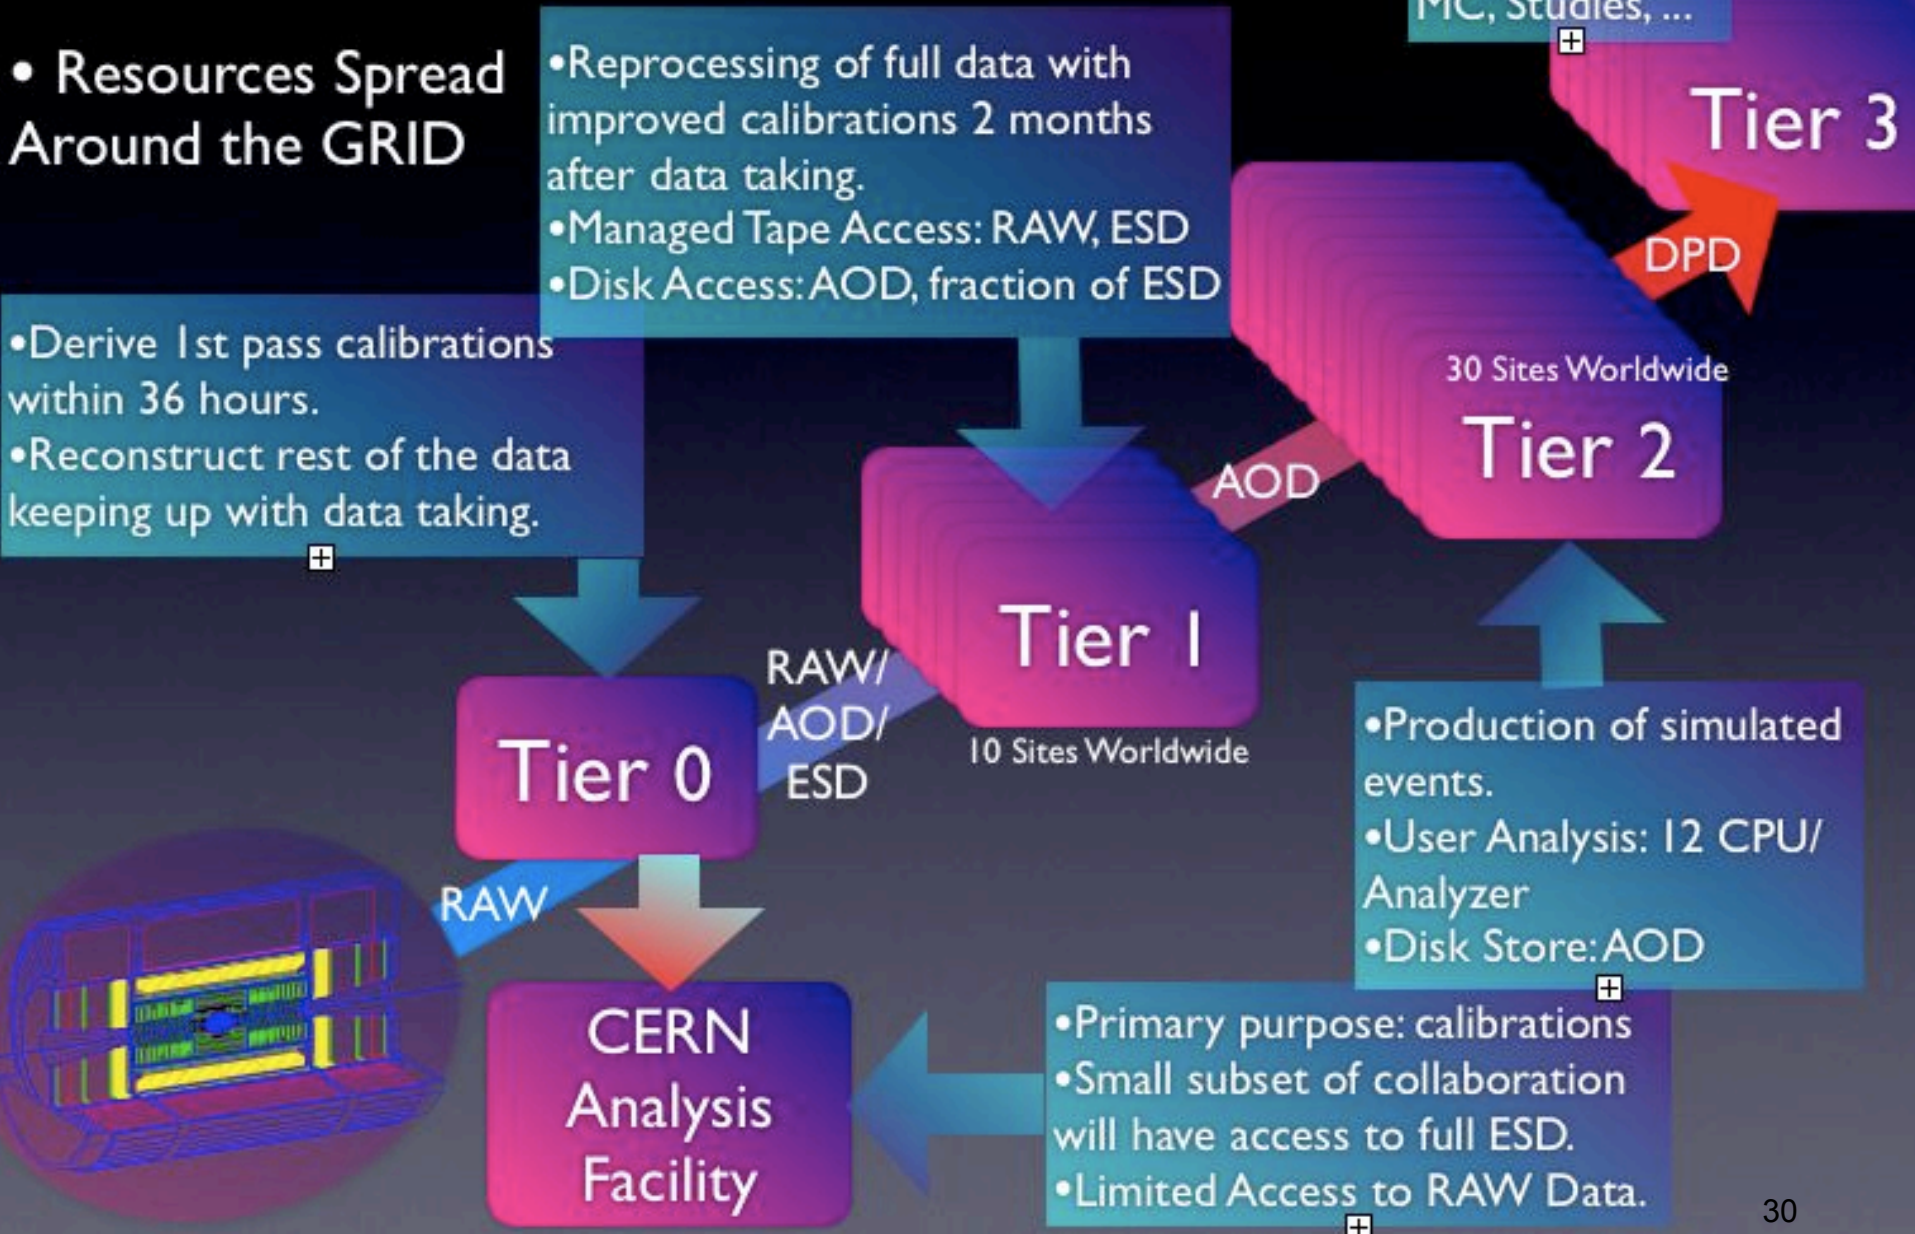 • Resources Spread
Around the GRID
•Reprocessing of full data with
improved calibrations 2 months
after data taking.
•Managed Tape Access: RAW, ESD
•Disk Access: AOD, fraction of ESD
MC, Studies, ...
Tier 3
DPD
•Derive 1st pass calibrations
within 36 hours.
•Reconstruct rest of the data
keeping up with data taking.
30 Sites Worldwide
Tier 2
AOD
Tier 1
10 Sites Worldwide
RAW/
AOD/
ESD
Tier 0
RAW
•Production of simulated
events.
•User Analysis: 12 CPU/
Analyzer
•Disk Store: AOD
CERN
Analysis
Facility
•Primary purpose: calibrations
•Small subset of collaboration
will have access to full ESD.
•Limited Access to RAW Data.
30